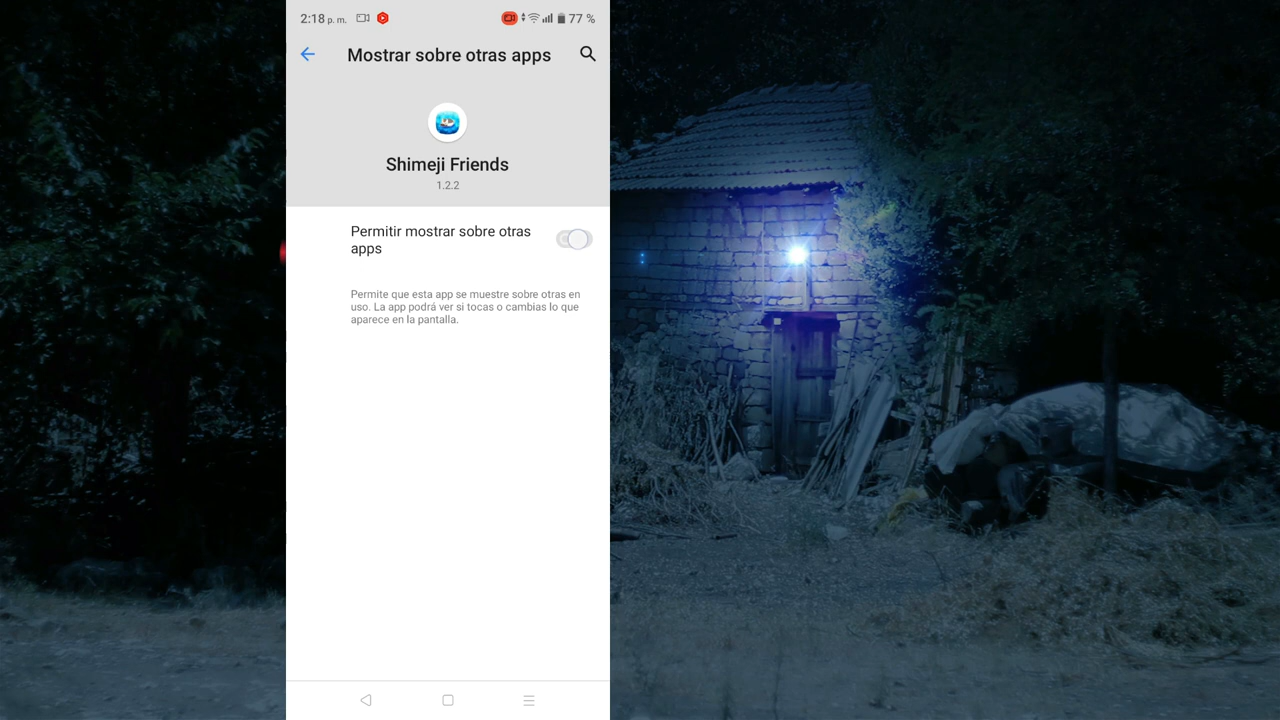 2:18 p. m.
77 %
Mostrar sobre otras apps
Shimeji Friends
1.2.2
Permitir mostrar sobre otras
apps
Permite que esta app se muestre sobre otras en
uso. La app podrá ver si tocas o cambias lo que
aparece en la pantalla.